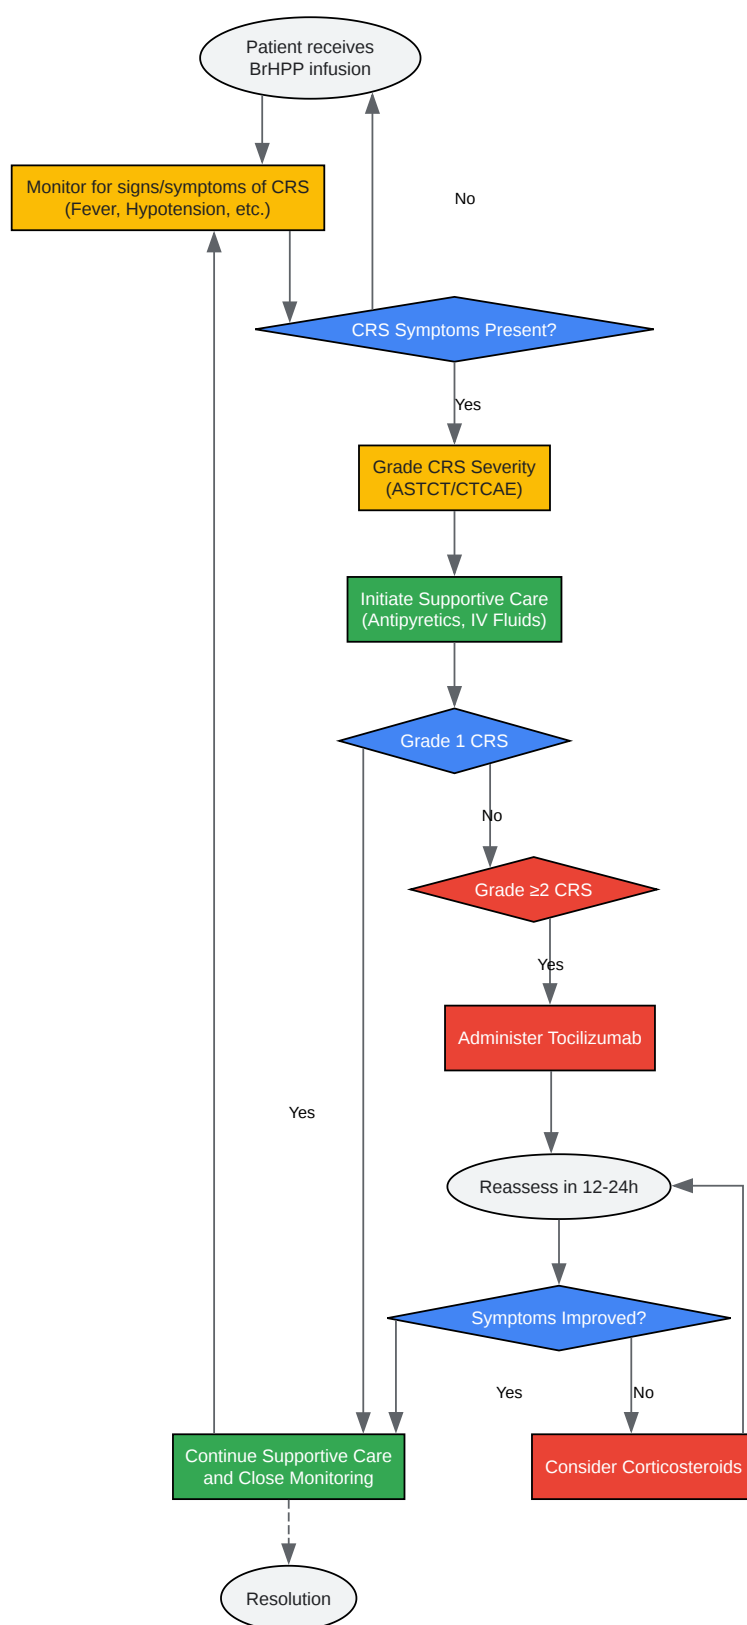 Patient receives
BrHPP infusion
Monitor for signs/symptoms of CRS
(Fever, Hypotension, etc.)
No
CRS Symptoms Present?
Yes
Grade CRS Severity
(ASTCT/CTCAE)
Initiate Supportive Care
(Antipyretics, IV Fluids)
Grade 1 CRS
No
Grade ≥2 CRS
Yes
Administer Tocilizumab
Yes
Reassess in 12-24h
Symptoms Improved?
Yes
No
Continue Supportive Care
and Close Monitoring
Consider Corticosteroids
Resolution